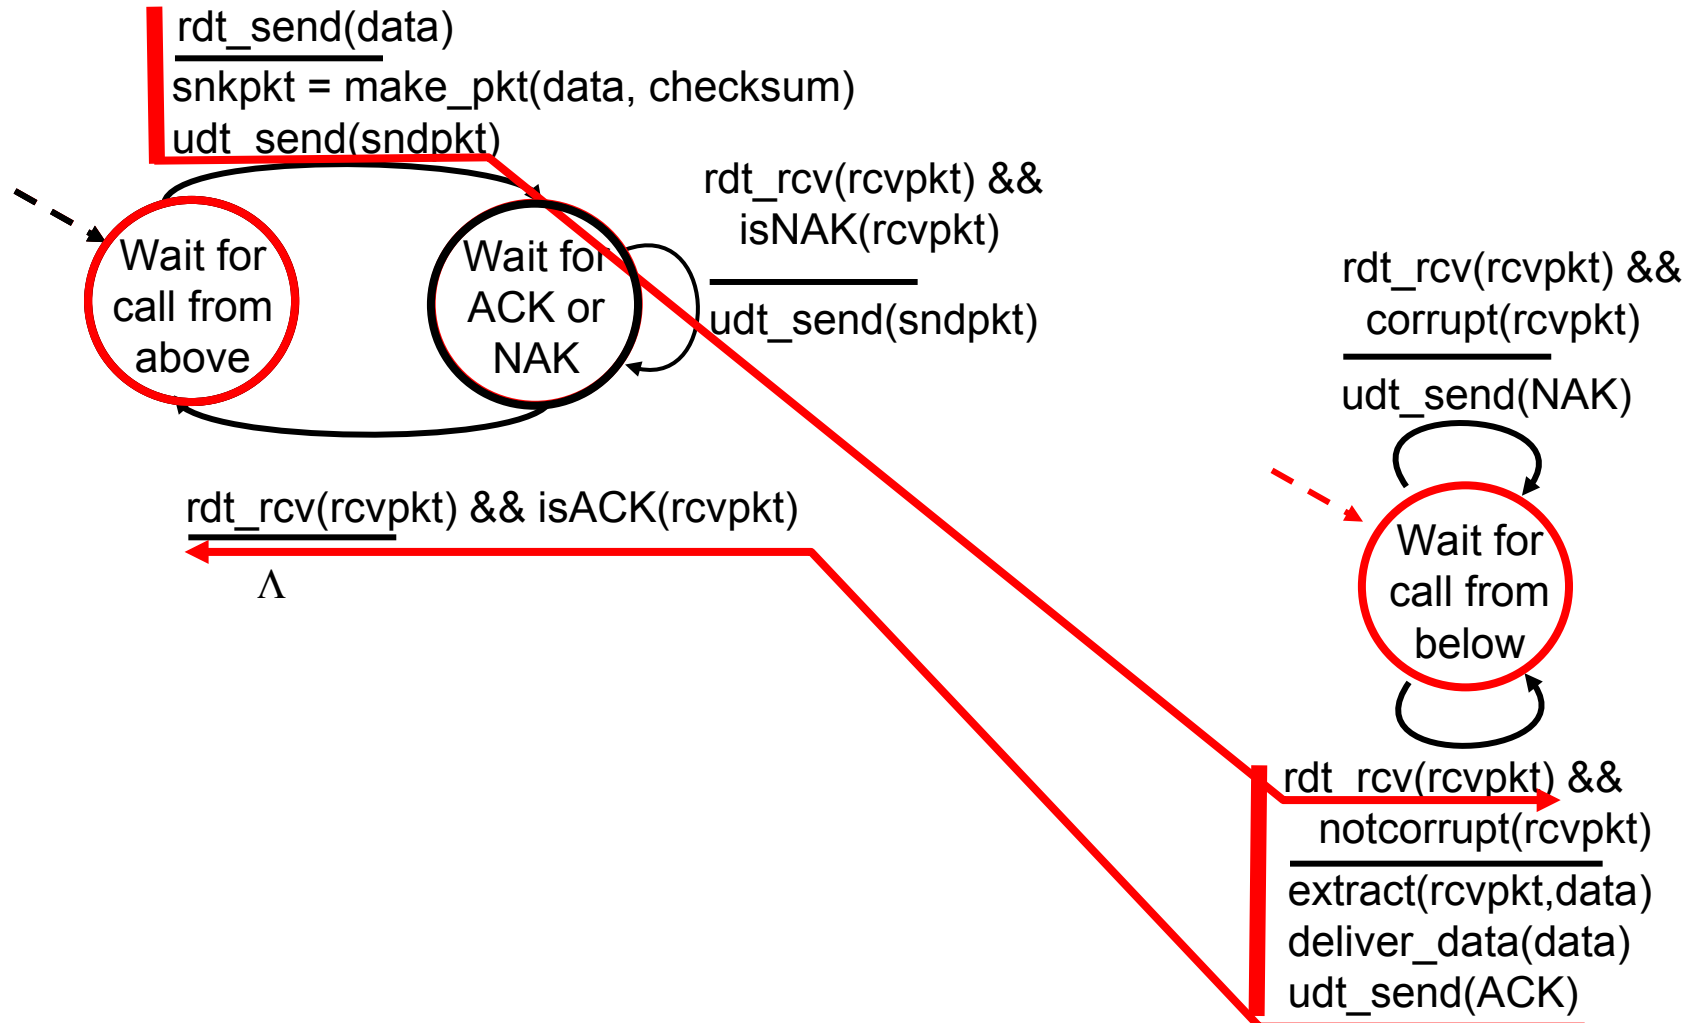 rdt_send(data)
snkpkt = make_pkt(data, checksum)
udt_send(sndpkt)
Wait for
call from
above
Wait for
ACK or
NAK
rdt_rcv(rcvpkt) &&
isNAK(rcvpkt)
udt_send(sndpkt)
rdt_rcv(rcvpkt) && isACK(rcvpkt)
Λ
rdt_rcv(rcvpkt) &&
corrupt(rcvpkt)
udt_send(NAK)
Wait for
call from
below
rdt_rcv(rcvpkt) &&
notcorrupt(rcvpkt)
extract(rcvpkt,data)
deliver_data(data)
udt_send(ACK)